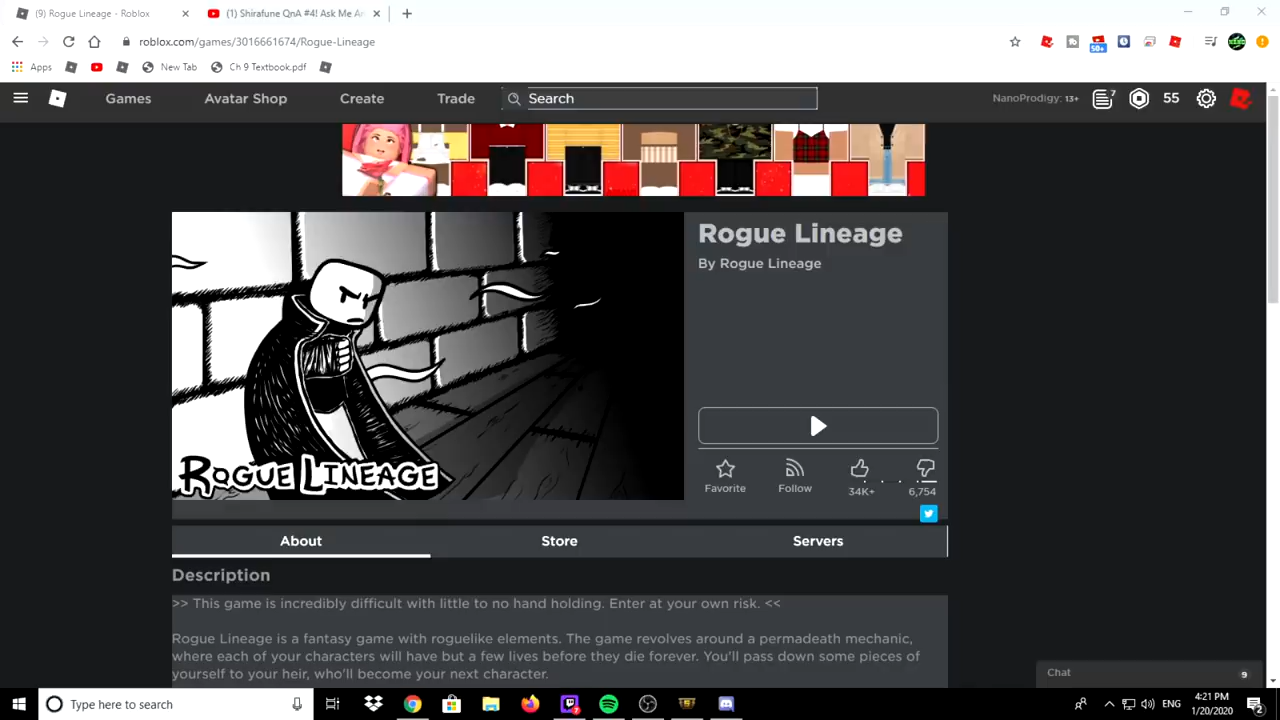 (9) Rogue Lineage - Roblox
(1) Shirafune QnA #4! Ask Me An
roblox.com/games/3016661674/Rogue-Lineage
50+
Apps
New Tab
Ch 9 Textbook.pdf
Games
Avatar Shop
Create
Trade
Search
NanoProdigy: 13+
7
55
Rogue Lineage
By Rogue Lineage
ROGUE LINEAGE
Favorite
Follow
34K+
6,754
About
Store
Servers
Description
>> This game is incredibly difficult with little to no hand holding. Enter at your own risk. <<
Rogue Lineage is a fantasy game with roguelike elements. The game revolves around a permadeath mechanic,
where each of your characters will have but a few lives before they die forever. You'll pass down some pieces of
yourself to your heir, who'll become your next character.
Chat
9
Type here to search
ENG
4:21 PM
1/20/2020
2